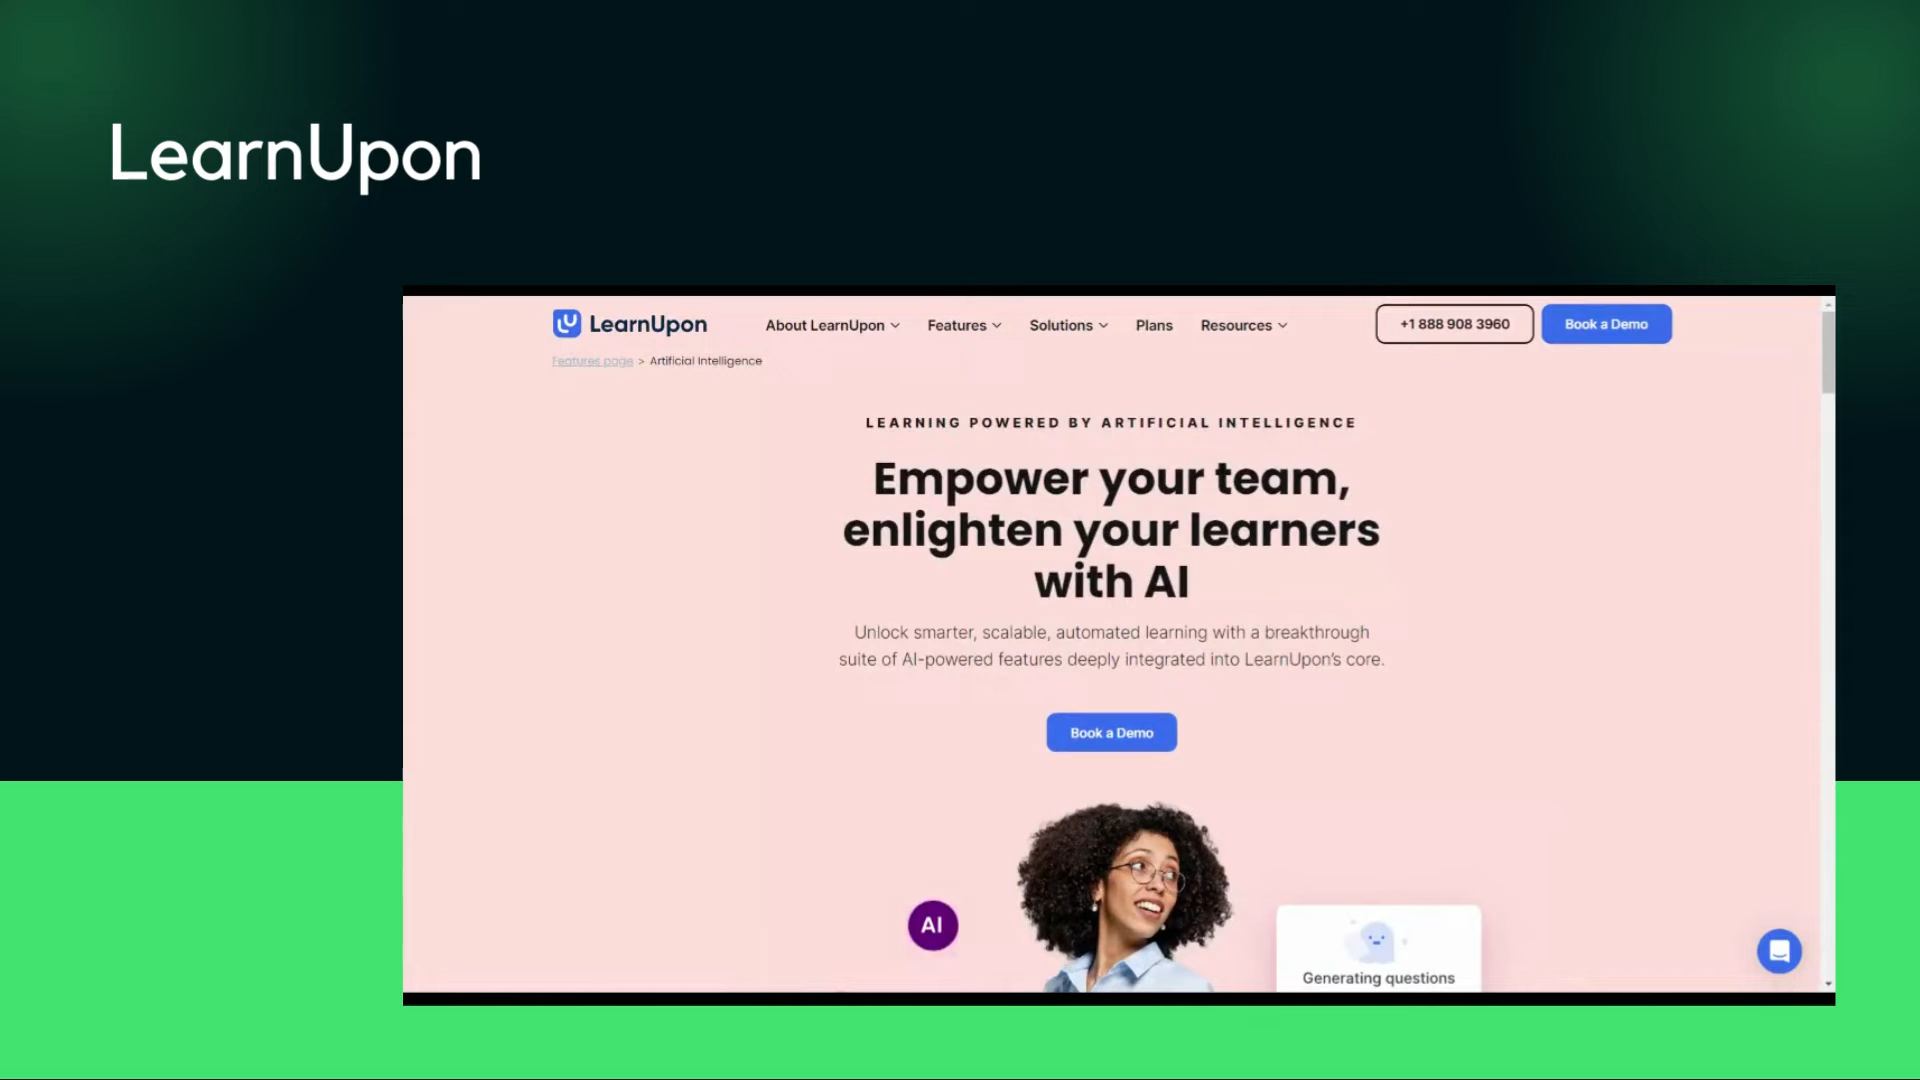 LearnUpon
LearnUpon
About LearnUpon
Features
Solutions
Plans
Resources
+1 888 908 3960
Book a Demo
Features page > Artificial Intelligence
LEARNING POWERED BY ARTIFICIAL INTELLIGENCE
Empower your team,
enlighten your learners
with AI
Unlock smarter, scalable, automated learning with a breakthrough
suite of AI-powered features deeply integrated into LearnUpon's core.
Book a Demo
AI
Generating questions